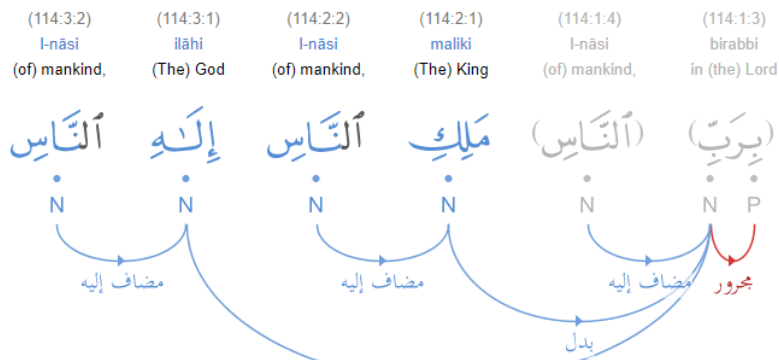 (114:1:3) (114:1:4) (114:2:1) (114:2:2) (114:3:1) (114:3:2)
birabbi l-nāsi maliki l-nāsi ilāhi l-nāsi
in (the) Lord (of) mankind, (The) King (of) mankind, (The) God (of) mankind,
(بِرَبِّ) (ٱلنَّاسِ) مَلِكِ ٱلنَّاسِ إِلَـٰهِ ٱلنَّاسِ
P N N N N N N
مجرور مضاف إليه مضاف إليه مضاف إليه
بدل